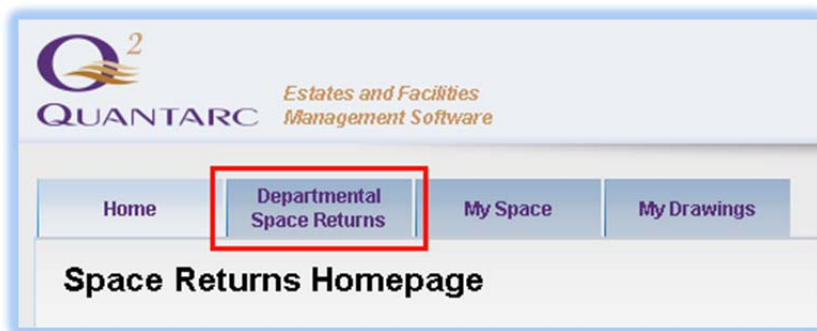 Q2
QUANTARC
Estates and Facilities
Management Software
Home
Departmental
Space Returns
My Space
My Drawings
Space Returns Homepage